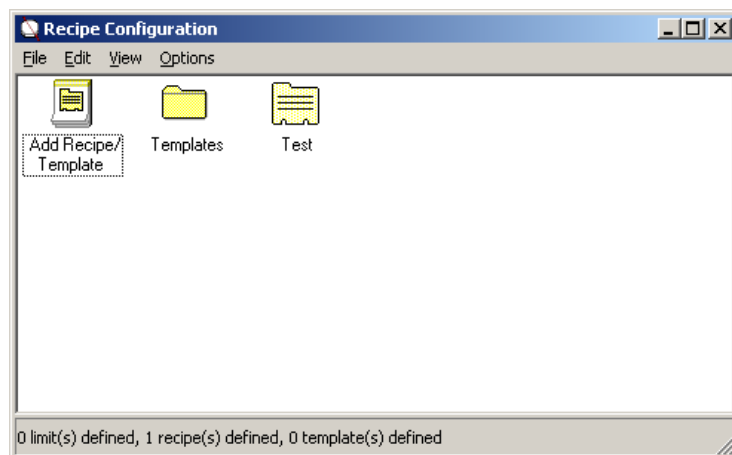 Recipe Configuration
File Edit View Options
Add Recipe/
Template
Templates
Test
0 limit(s) defined, 1 recipe(s) defined, 0 template(s) defined